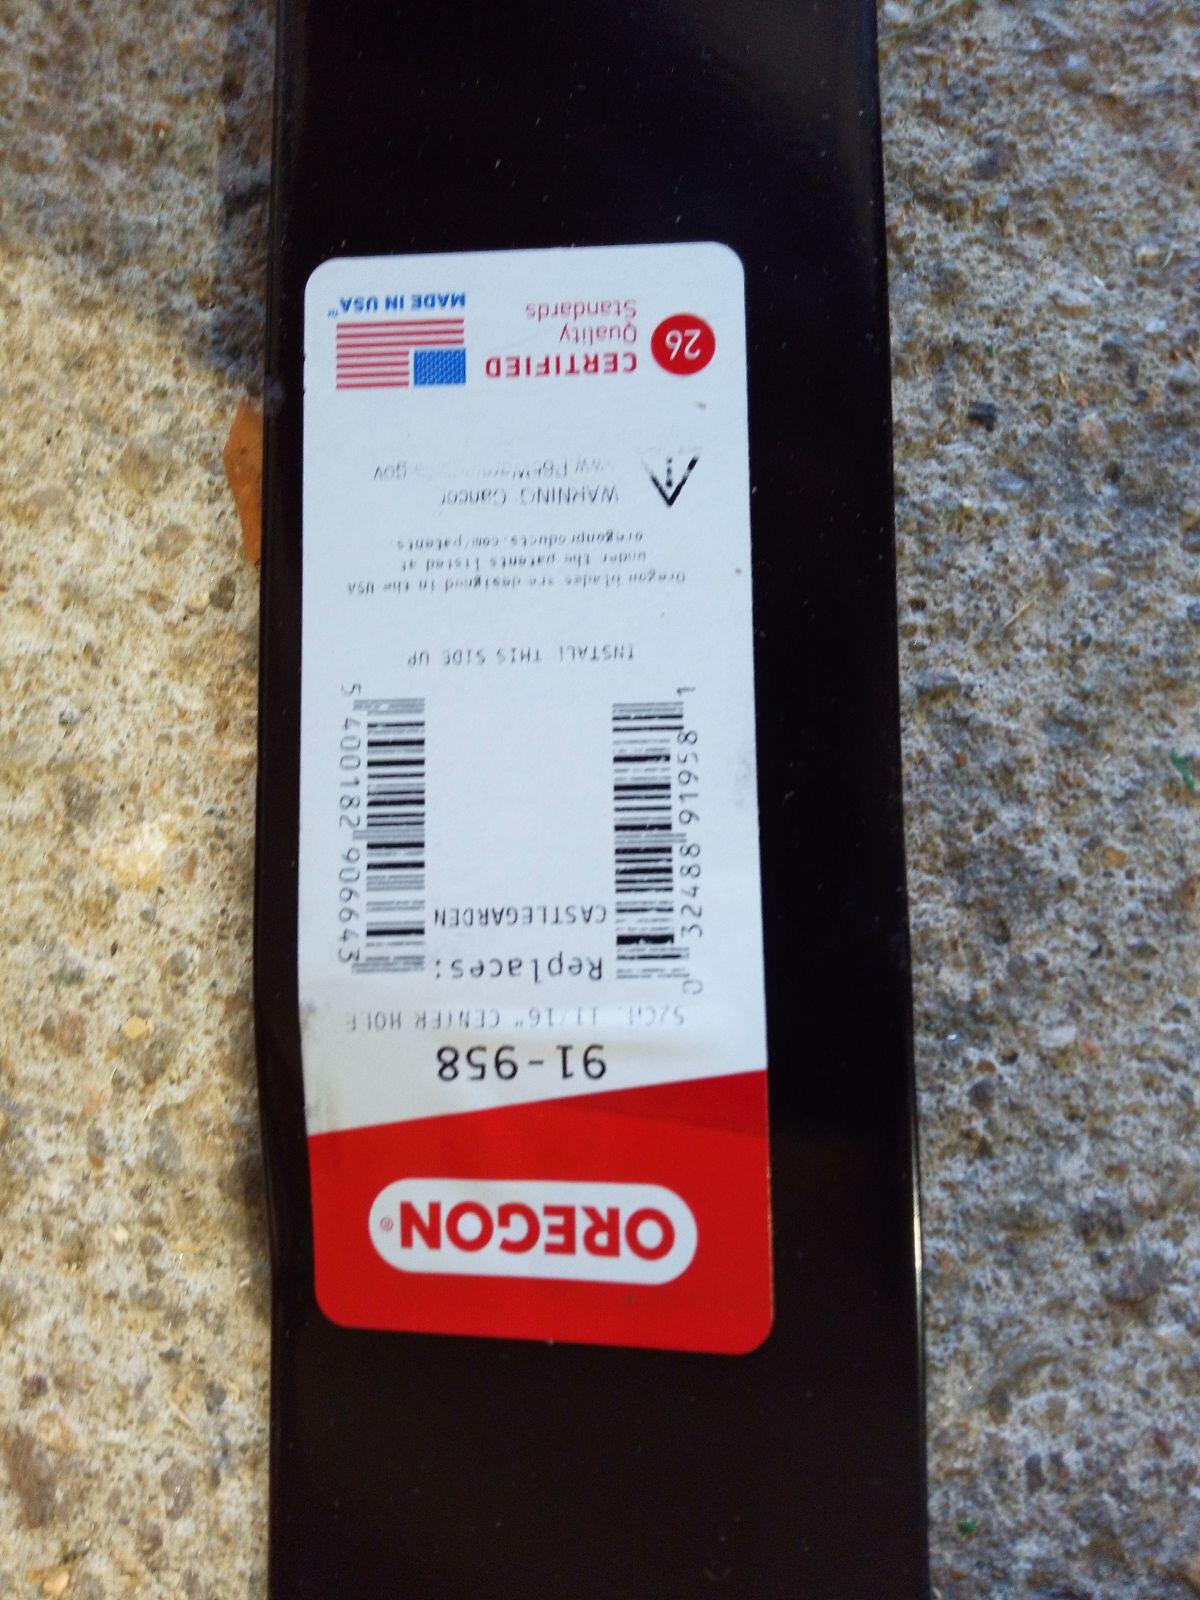 OREGON®
91-958
52CM, 11/16" CENTER HOLE
Replaces:
CASTLEGARDEN
0 32488 91958 1
5 400182 906643
INSTALL THIS SIDE UP
Oregon blades are designed in the USA
under the patents listed at
oregonproducts.com/patents.
WARNING: Cancer
26
CERTIFIED
Quality
Standards
MADE IN USA™